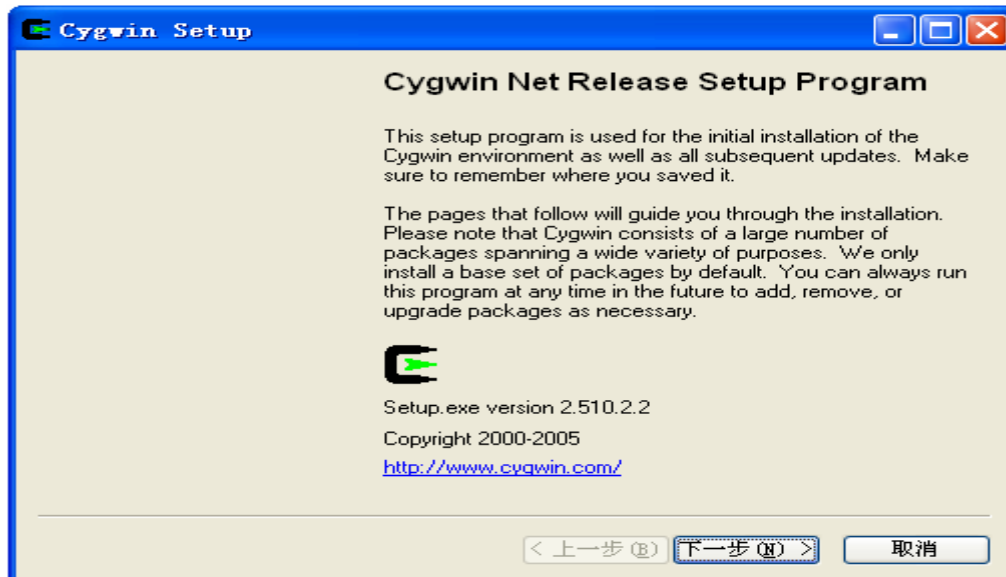 Cygwin Setup
Cygwin Net Release Setup Program
This setup program is used for the initial installation of the
Cygwin environment as well as all subsequent updates.  Make
sure to remember where you saved it.
The pages that follow will guide you through the installation.
Please note that Cygwin consists of a large number of
packages spanning a wide variety of purposes.  We only
install a base set of packages by default.  You can always run
this program at any time in the future to add, remove, or
upgrade packages as necessary.
Setup.exe version 2.510.2.2
Copyright 2000-2005
http://www.cygwin.com/
< 上一步(B) 下一步(N) > 取消